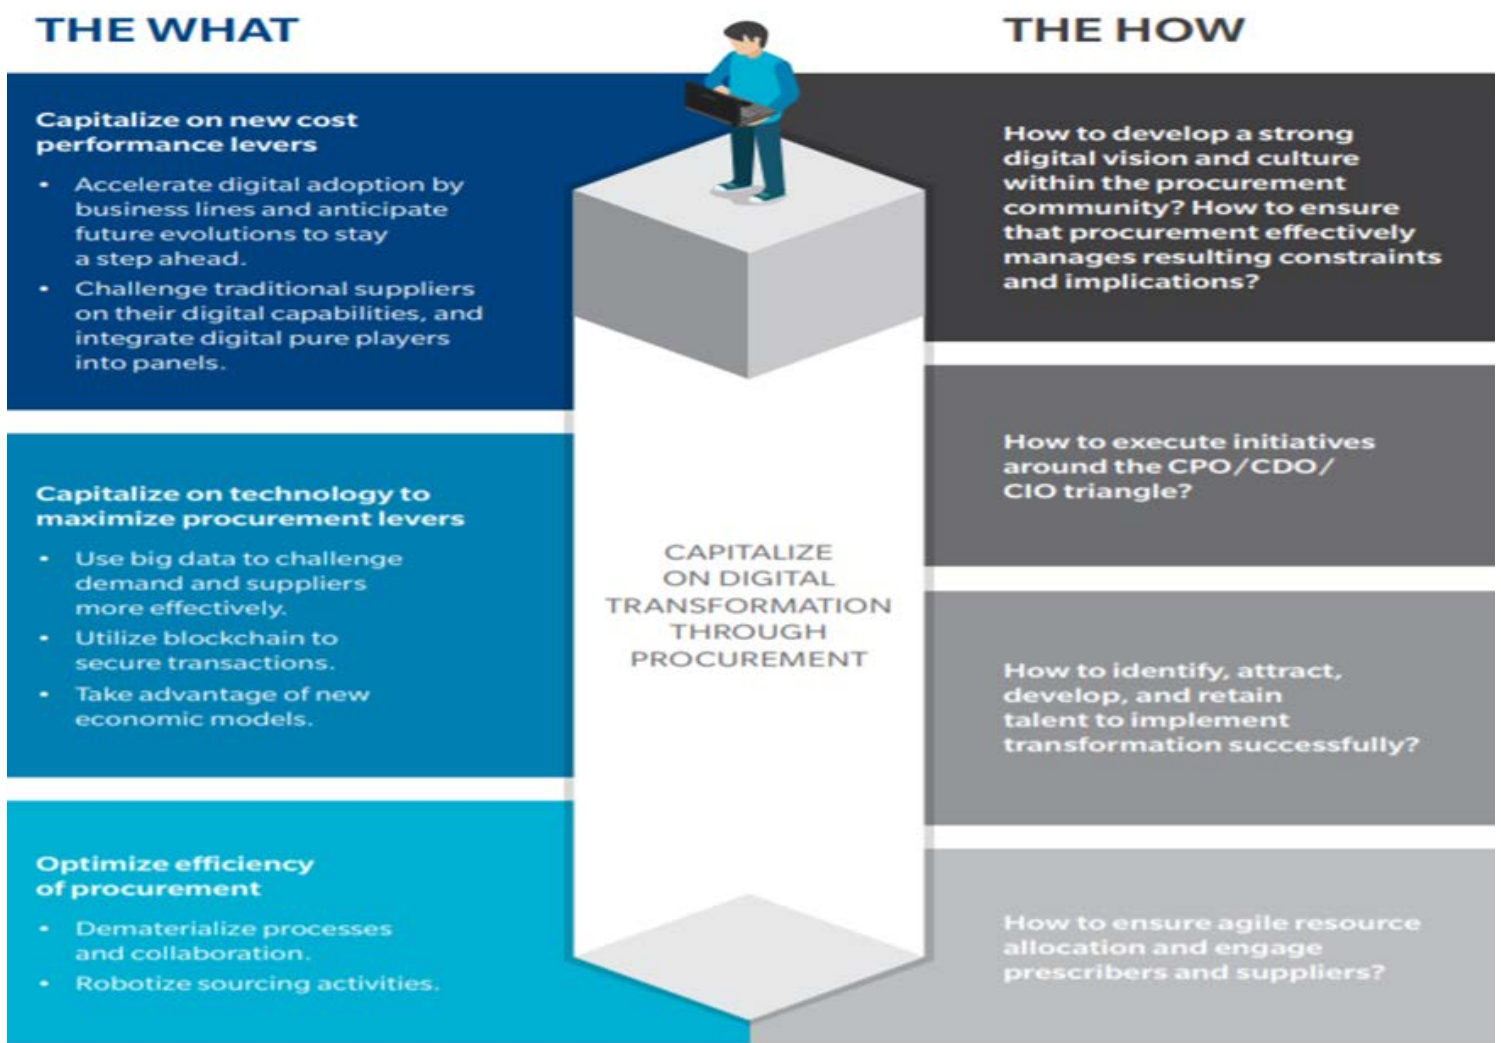 THE WHAT
Capitalize on new cost
performance levers
• Accelerate digital adoption by
business lines and anticipate
future evolutions to stay
a step ahead.
• Challenge traditional suppliers
on their digital capabilities, and
integrate digital pure players
into panels.
Capitalize on technology to
maximize procurement levers
• Use big data to challenge
demand and suppliers
more effectively.
• Utilize blockchain to
secure transactions.
• Take advantage of new
economic models.
Optimize efficiency
of procurement
• Dematerialize processes
and collaboration.
• Robotize sourcing activities.
CAPITALIZE
ON DIGITAL
TRANSFORMATION
THROUGH
PROCUREMENT
THE HOW
How to develop a strong
digital vision and culture
within the procurement
community? How to ensure
that procurement effectively
manages resulting constraints
and implications?
How to execute initiatives
around the CPO/CDO/
CIO triangle?
How to identify, attract,
develop, and retain
talent to implement
transformation successfully?
How to ensure agile resource
allocation and engage
prescribers and suppliers?